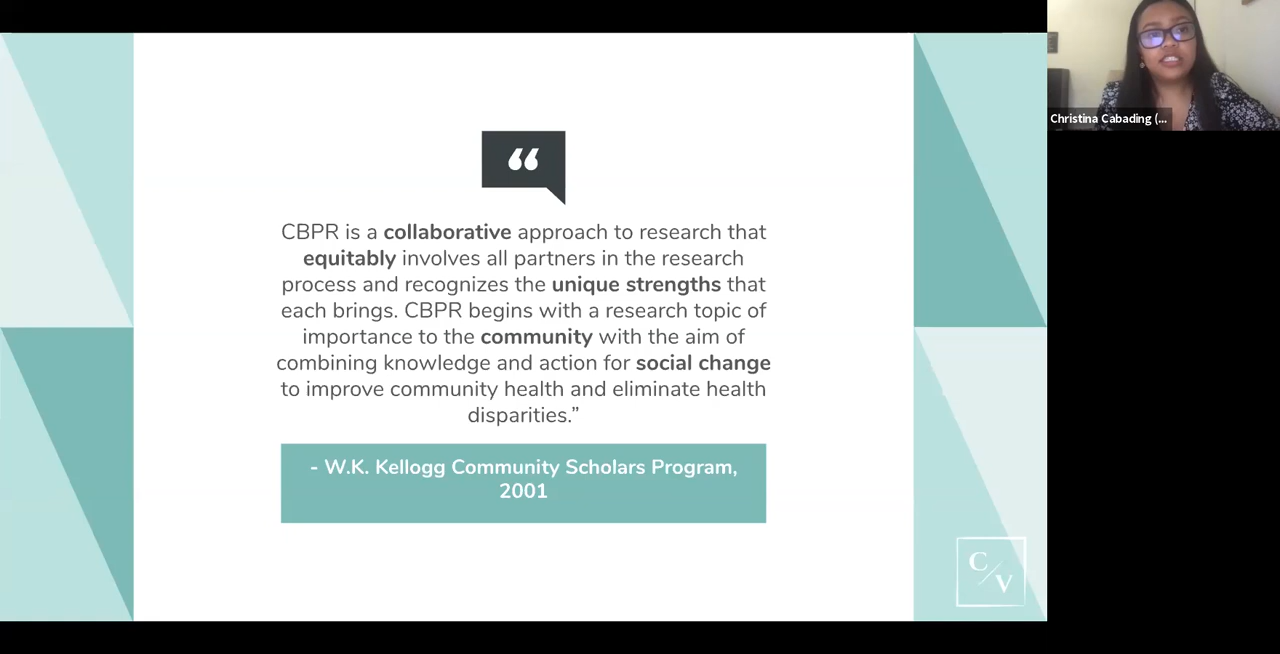 “
CBPR is a collaborative approach to research that
equitably involves all partners in the research
process and recognizes the unique strengths that
each brings. CBPR begins with a research topic of
importance to the community with the aim of
combining knowledge and action for social change
to improve community health and eliminate health
disparities.”
- W.K. Kellogg Community Scholars Program,
2001
C/V
Christina Cabading (...